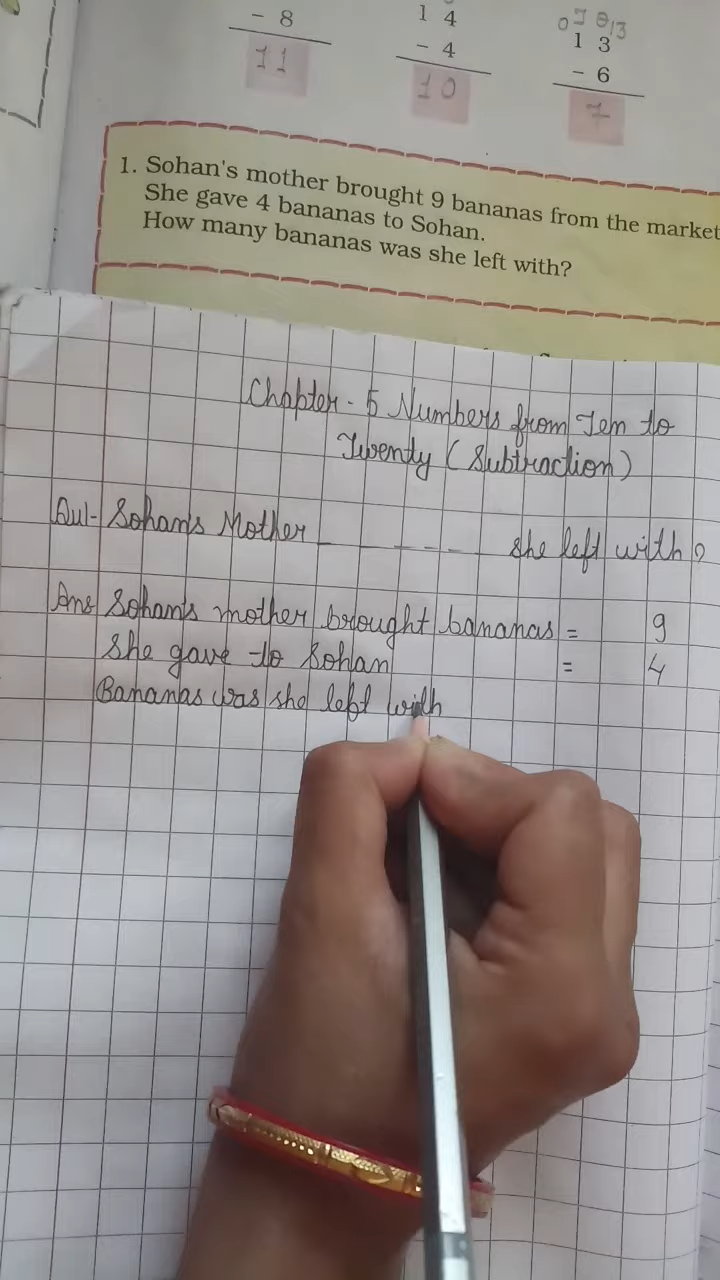 - 8
11
1 4
- 4
10
1 3
- 6
7
1. Sohan's mother brought 9 bananas from the market
She gave 4 bananas to Sohan.
How many bananas was she left with?
Chapter - 5 Numbers from Ten to
Twenty (Subtraction)
Sohan's Mother _ _ _ _ _ she left with?
Ans Sohan's mother brought bananas = 9
She gave to Sohan = 4
Bananas was she left with